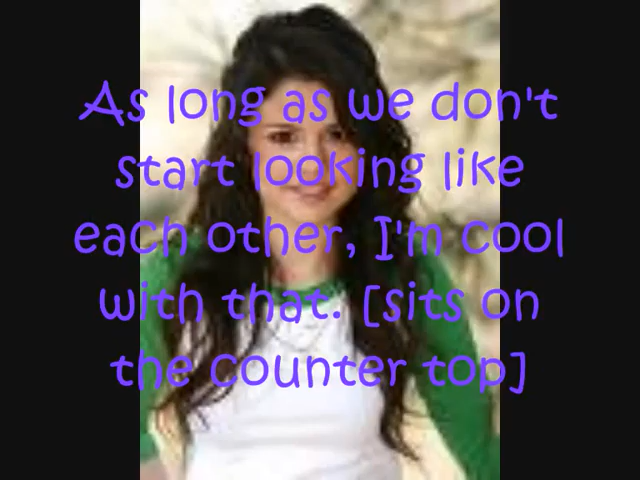 As long as we don't
start looking like
each other, I'm cool
with that. [sits on
the counter top]